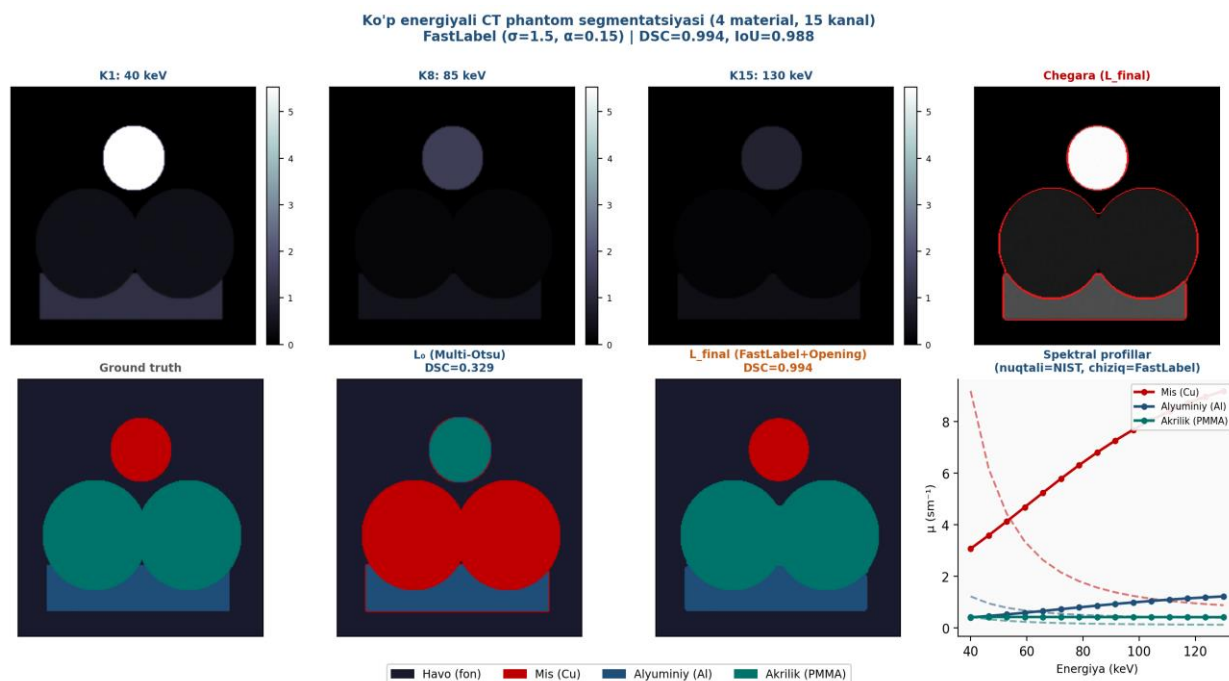 Ko'p energiyali CT phantom segmentatsiyasi (4 material, 15 kanal)
FastLabel (σ=1.5, α=0.15) | DSC=0.994, IoU=0.988
K1: 40 keV
K8: 85 keV
K15: 130 keV
Chegara (L_final)
5
4
3
2
1
0
5
4
3
2
1
0
5
4
3
2
1
0
Ground truth
L₀ (Multi-Otsu)
DSC=0.329
L_final (FastLabel+Opening)
DSC=0.994
Spektral profillar
(nuqtali=NIST, chiziq=FastLabel)
Mis (Cu)
Alyuminiy (Al)
Akrilik (PMMA)
μ (sm⁻¹)
8
6
4
2
0
40 60 80 100 120
Energiya (keV)
Havo (fon) Mis (Cu) Alyuminiy (Al) Akrilik (PMMA)